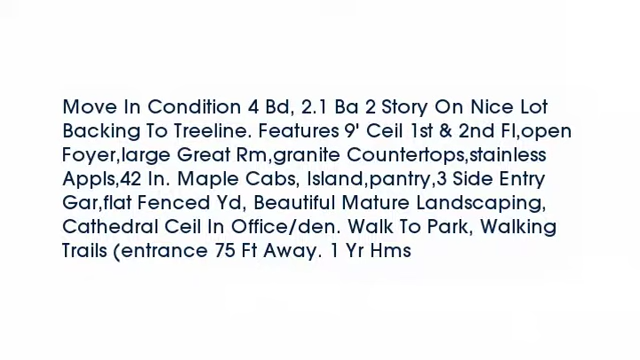 Move In Condition 4 Bd, 2.1 Ba 2 Story On Nice Lot
Backing To Treeline. Features 9' Ceil 1st & 2nd Fl,open
Foyer,large Great Rm,granite Countertops,stainless
Appls,42 In. Maple Cabs, Island,pantry,3 Side Entry
Gar,flat Fenced Yd, Beautiful Mature Landscaping,
Cathedral Ceil In Office/den. Walk To Park, Walking
Trails (entrance 75 Ft Away. 1 Yr Hms